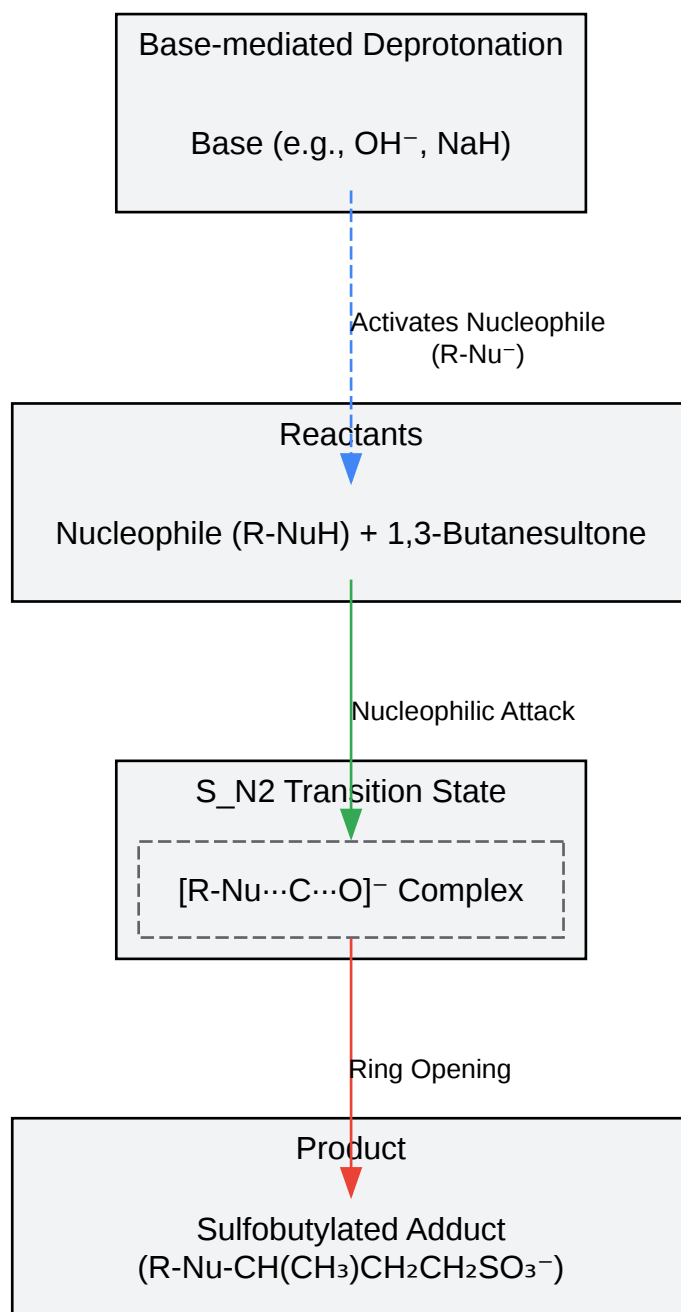 Base-mediated Deprotonation
Base (e.g., OH⁻, NaH)
Activates Nucleophile
(R-Nu⁻)
Reactants
Nucleophile (R-NuH) + 1,3-Butanesultone
Nucleophilic Attack
S_N2 Transition State
[R-Nu···C···O]⁻ Complex
Ring Opening
Product
Sulfobutylated Adduct
(R-Nu-CH(CH₃)CH₂CH₂SO₃⁻)